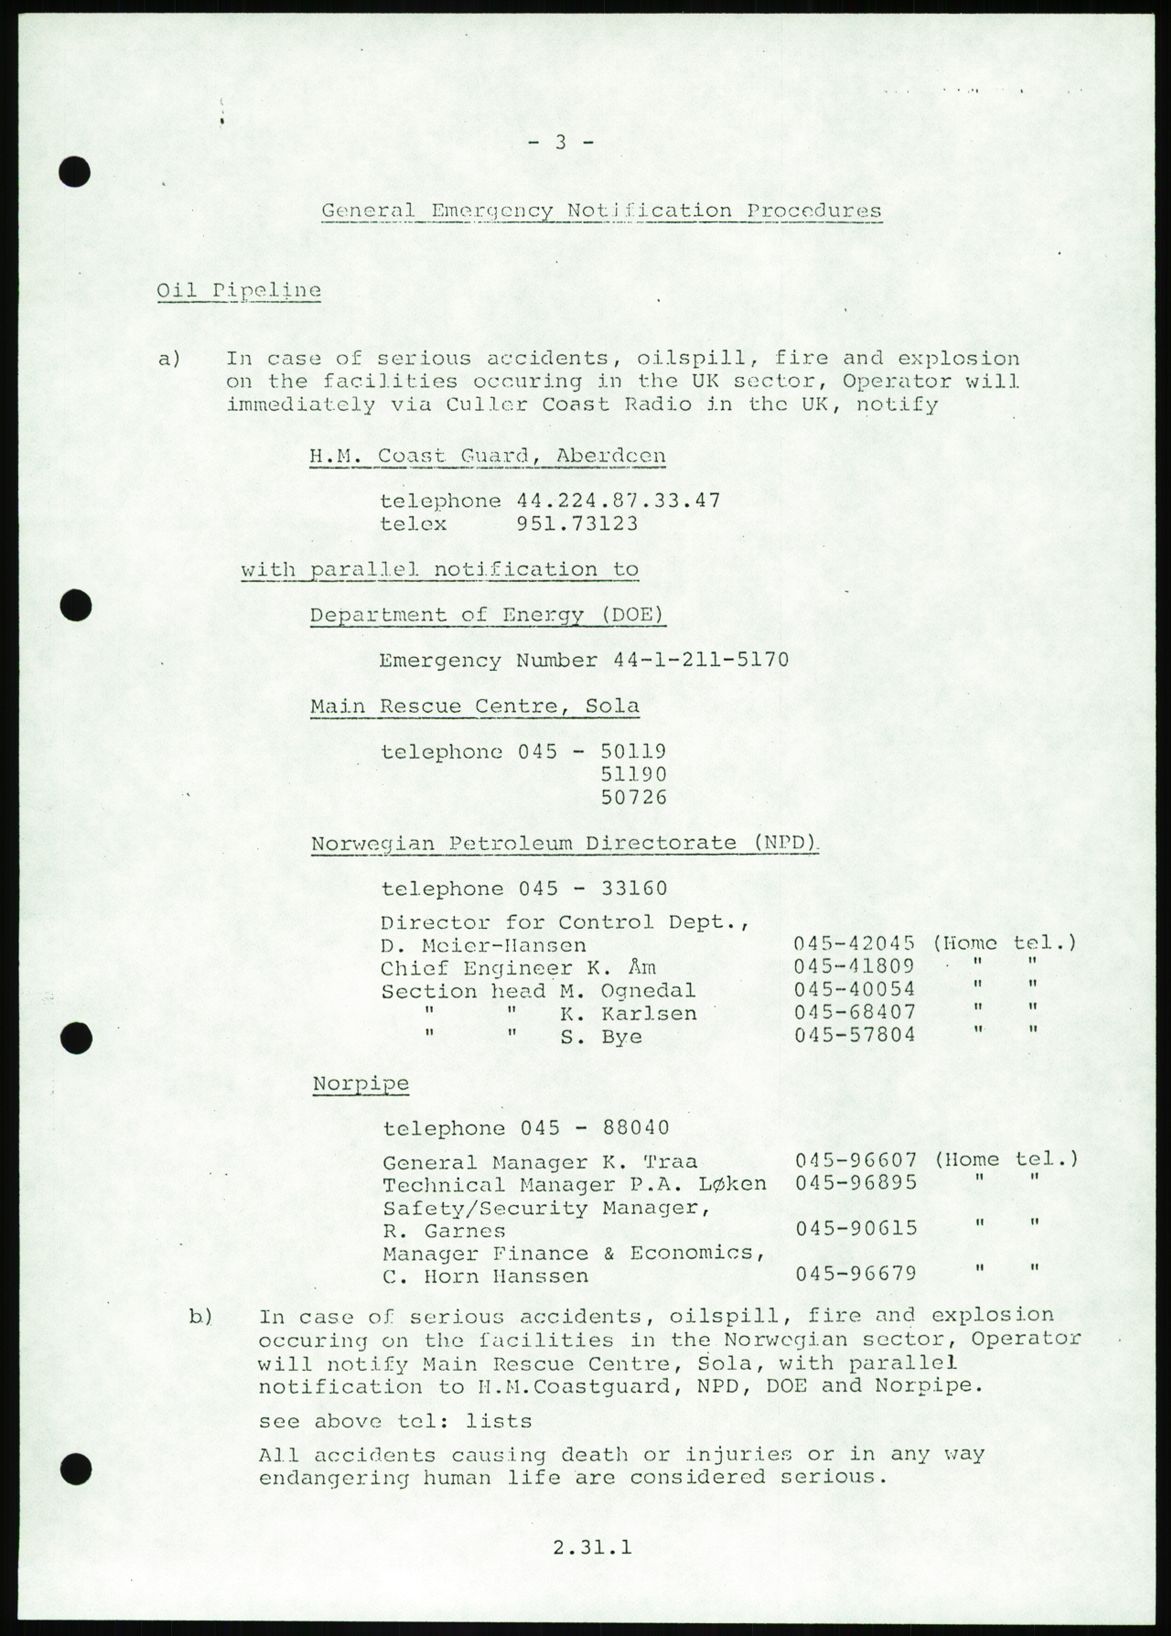 - 3 -
General Emergency Notification Procedures
Oil Pipeline
a) In case of serious accidents, oilspill, fire and explosion
on the facilities occuring in the UK sector, Operator will
immediately via Culler Coast Radio in the UK, notify
H.M. Coast Guard, Aberdeen
telephone 44.224.87.33.47
telex 951.73123
with parallel notification to
Department of Energy (DOE)
Emergency Number 44-1-211-5170
Main Rescue Centre, Sola
telephone 045 - 50119
51190
50726
Norwegian Petroleum Directorate (NPD)
telephone 045 - 33160
Director for Control Dept.,
D. Meier-Hansen 045-42045 (Home tel.)
Chief Engineer K. Åm 045-41809 " "
Section head M. Ognedal 045-40054 " "
" " K. Karlsen 045-68407 " "
" " S. Bye 045-57804 " "
Norpipe
telephone 045 - 88040
General Manager K. Traa 045-96607 (Home tel.)
Technical Manager P.A. Løken 045-96895 " "
Safety/Security Manager,
R. Garnes 045-90615 " "
Manager Finance & Economics,
C. Horn Hanssen 045-96679 " "
b) In case of serious accidents, oilspill, fire and explosion
occuring on the facilities in the Norwegian sector, Operator
will notify Main Rescue Centre, Sola, with parallel
notification to H.M.Coastguard, NPD, DOE and Norpipe.
see above tel: lists
All accidents causing death or injuries or in any way
endangering human life are considered serious.
2.31.1